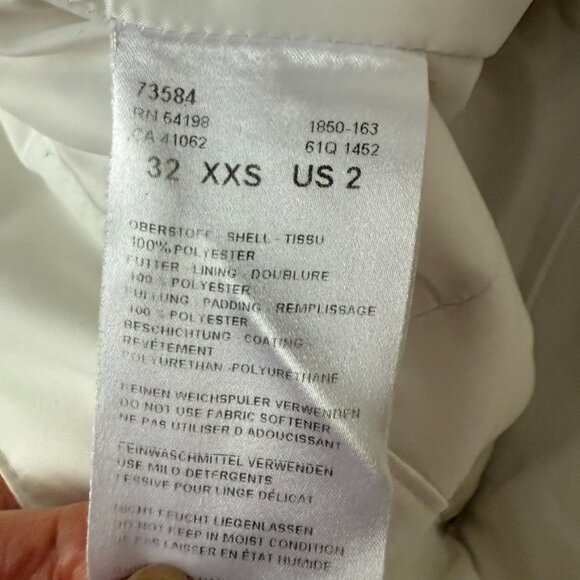 73584
RN 54198 1850-163
CA 41062 61Q 1452
32 XXS US 2
OBERSTOFF - SHELL - TISSU
100% POLYESTER
FUTTER - LINING - DOUBLURE
100 % POLYESTER
FÜLLUNG - PADDING - REMPLISSAGE
100 % POLYESTER
BESCHICHTUNG - COATING -
REVÊTEMENT
POLYURETHAN - POLYURETHANE
KEINEN WEICHSPÜLER VERWENDEN
DO NOT USE FABRIC SOFTENER
NE PAS UTILISER D ADOUCISSANT
FEINWASCHMITTEL VERWENDEN
USE MILD DETERGENTS
LESSIVE POUR LINGE DÉLICAT
NICHT FEUCHT LIEGENLASSEN
DO NOT KEEP IN MOIST CONDITION
NE PAS LAISSER EN ÉTAT HUMIDE